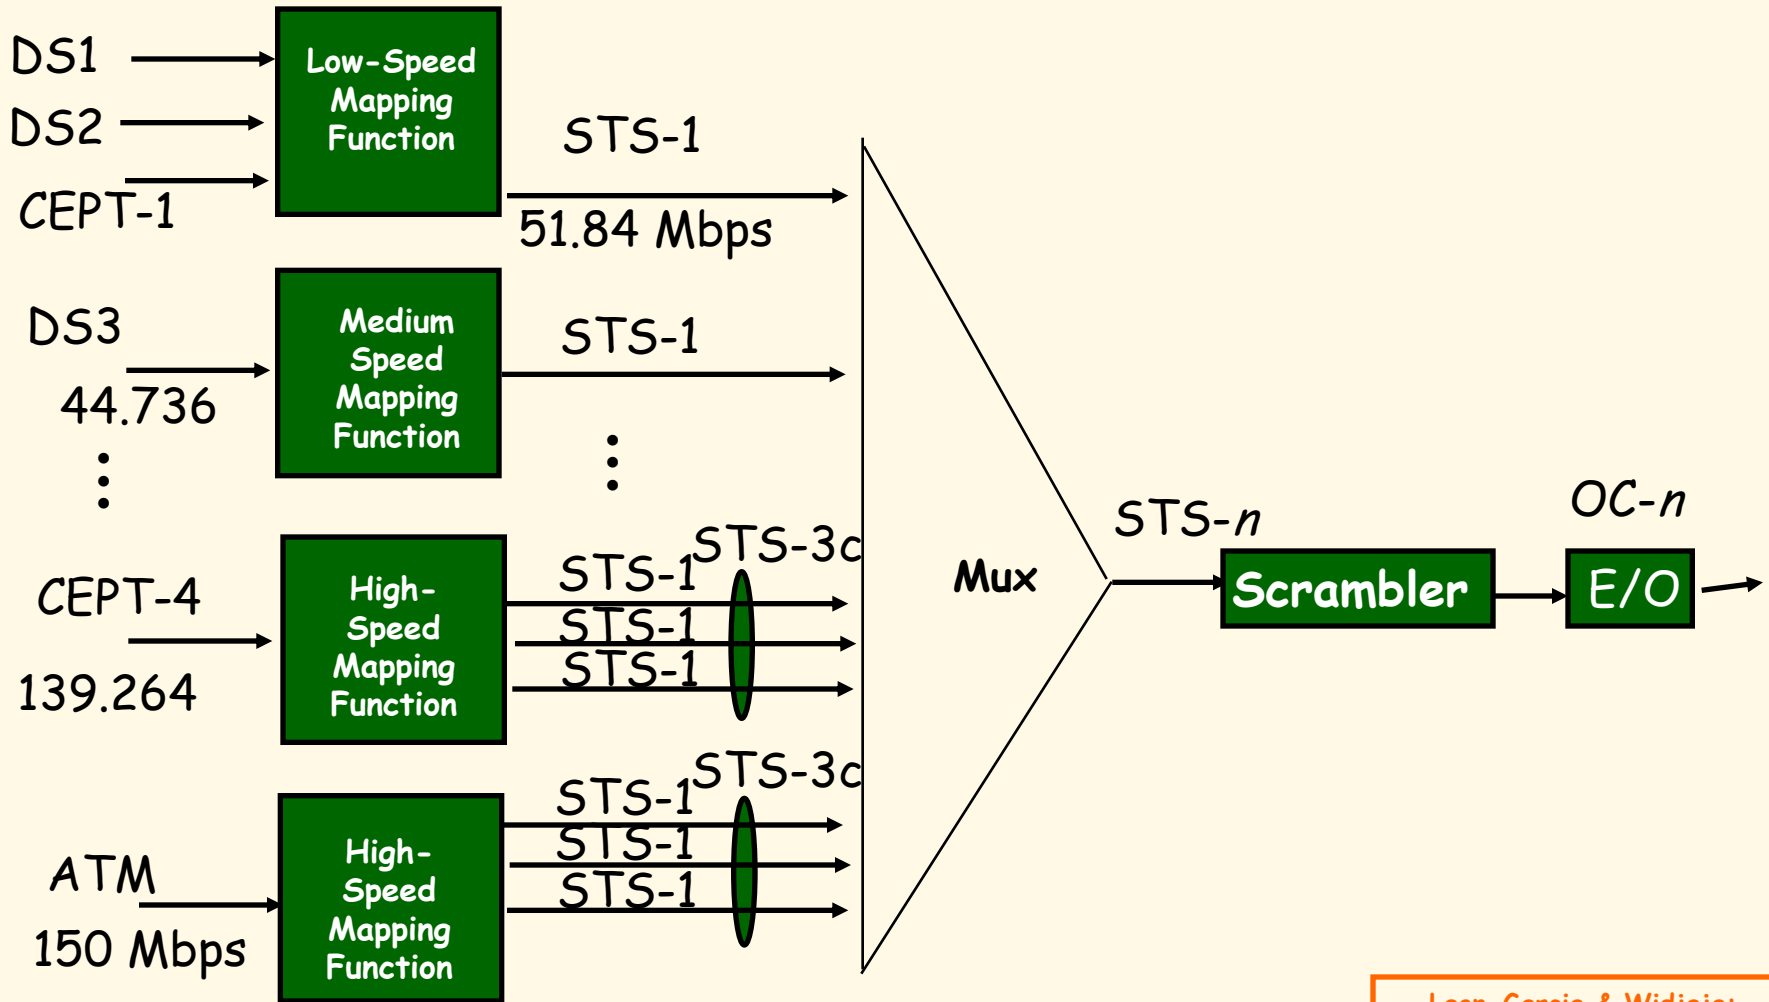 DS1
DS2
CEPT-1
Low-Speed
Mapping
Function
STS-1
51.84 Mbps
DS3
44.736
Medium
Speed
Mapping
Function
STS-1
CEPT-4
139.264
High-
Speed
Mapping
Function
STS-1
STS-1
STS-1
STS-3c
ATM
150 Mbps
High-
Speed
Mapping
Function
STS-1
STS-1
STS-1
STS-3c
Mux
STS-n
Scrambler
OC-n
E/O